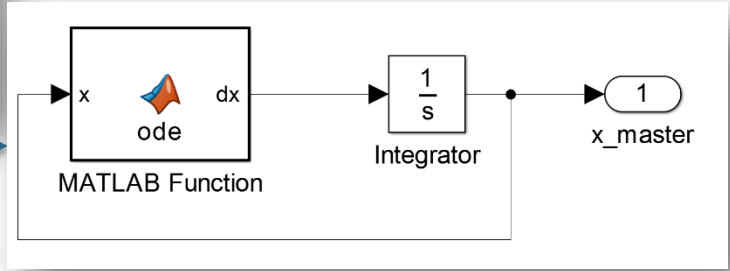 x
dx
ode
MATLAB Function
1
s
Integrator
1
x_master